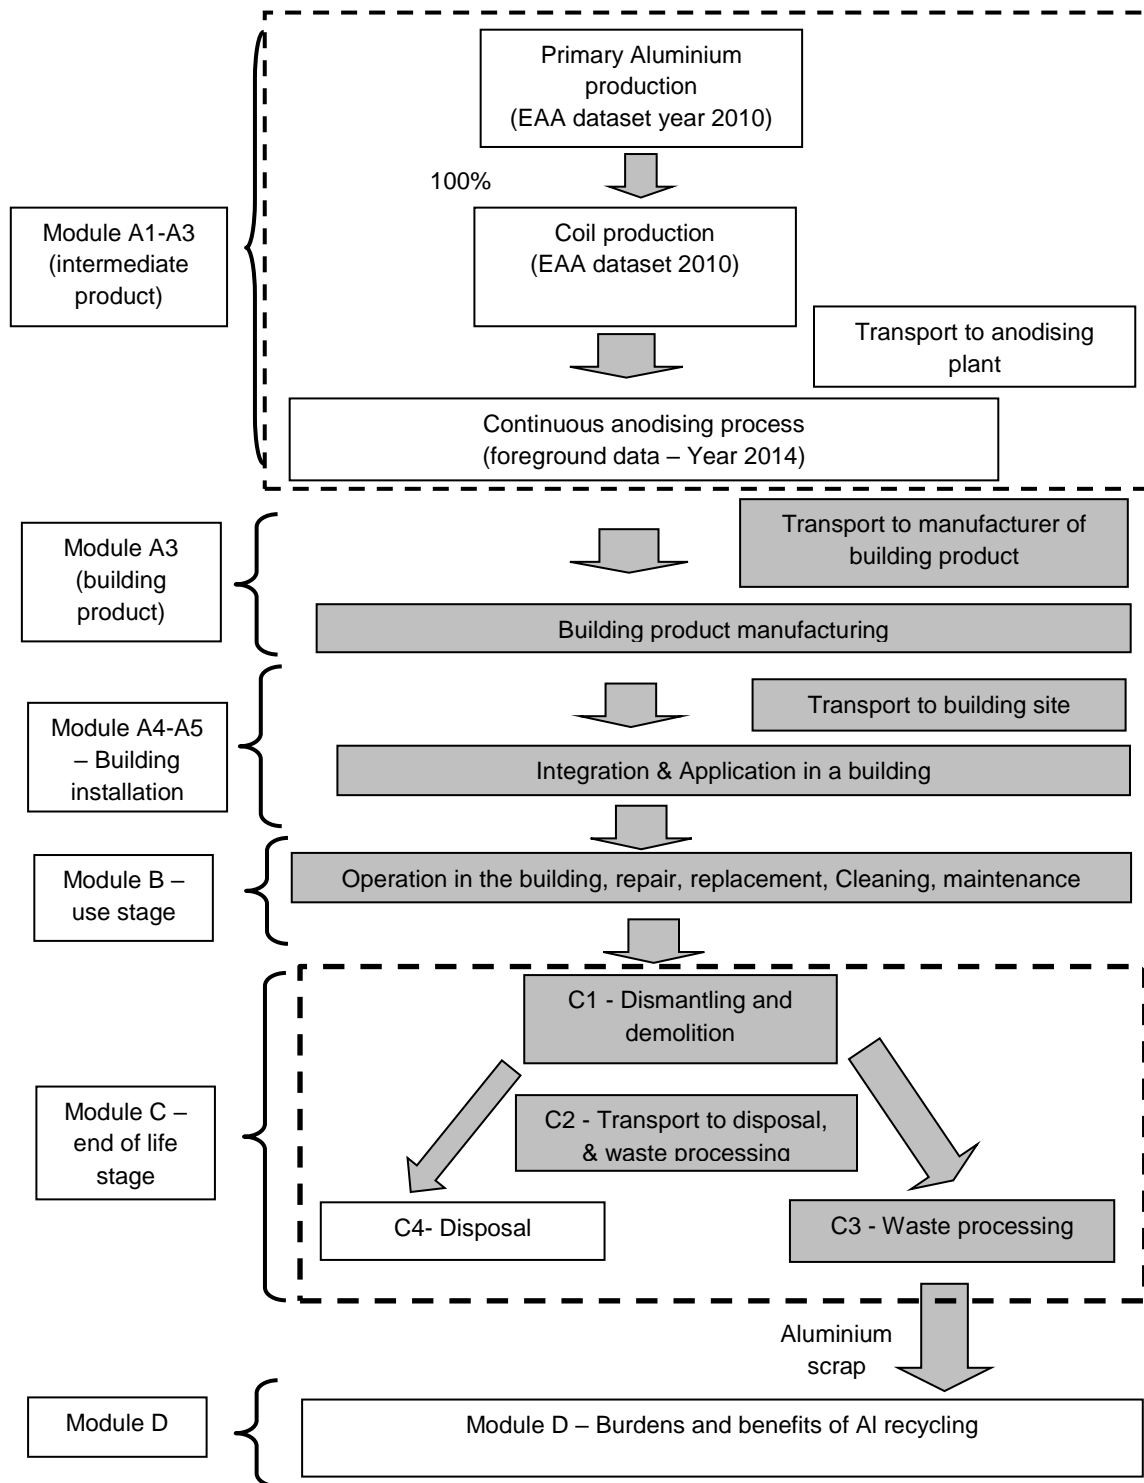 Primary Aluminium
production
(EAA dataset year 2010)
100%
Module A1-A3
(intermediate
product)
Coil production
(EAA dataset 2010)
Transport to anodising
plant
Continuous anodising process
(foreground data – Year 2014)
Module A3
(building
product)
Transport to manufacturer of
building product
Building product manufacturing
Module A4-A5
– Building
installation
Transport to building site
Integration & Application in a building
Module B –
use stage
Operation in the building, repair, replacement, Cleaning, maintenance
Module C –
end of life
stage
C1 - Dismantling and
demolition
C2 - Transport to disposal,
& waste processing
C4- Disposal
C3 - Waste processing
Aluminium
scrap
Module D
Module D – Burdens and benefits of Al recycling